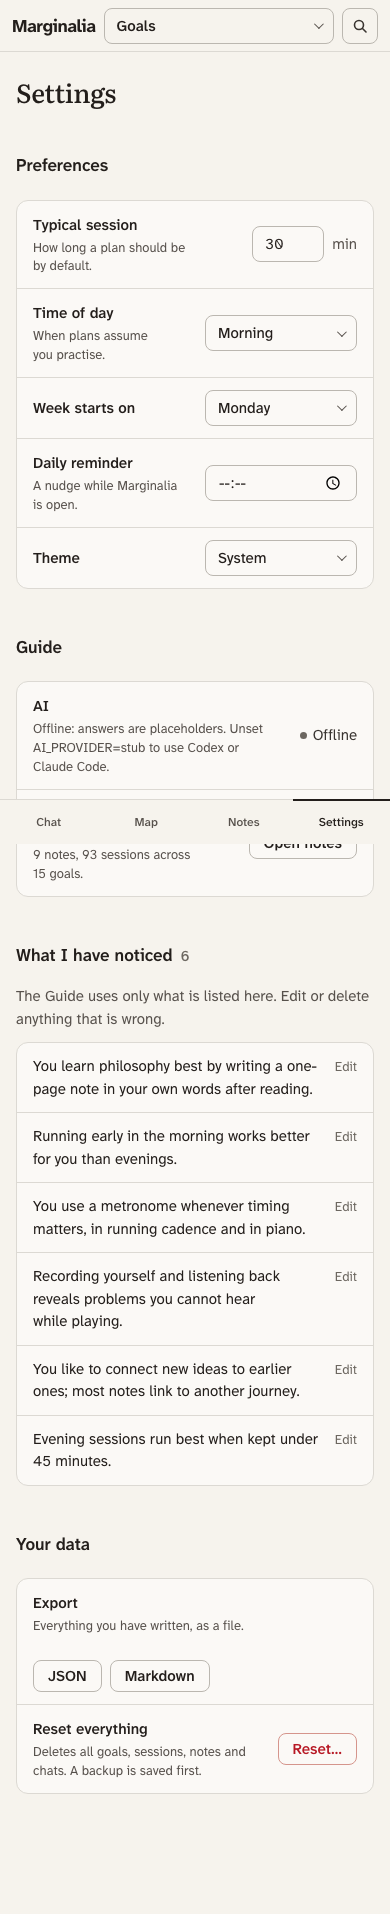 Marginalia
Goals
Settings
Preferences
Typical session
How long a plan should be
by default.
30
min
Time of day
When plans assume
you practise.
Morning
Week starts on
Monday
Daily reminder
A nudge while Marginalia
is open.
--:--
Theme
System
Guide
AI
Offline: answers are placeholders. Unset
AI_PROVIDER=stub to use Codex or
Claude Code.
Offline
Chat
Map
Notes
Settings
9 notes, 93 sessions across
15 goals.
Open notes
What I have noticed 6
The Guide uses only what is listed here. Edit or delete
anything that is wrong.
You learn philosophy best by writing a one-
page note in your own words after reading.
Edit
Running early in the morning works better
for you than evenings.
Edit
You use a metronome whenever timing
matters, in running cadence and in piano.
Edit
Recording yourself and listening back
reveals problems you cannot hear
while playing.
Edit
You like to connect new ideas to earlier
ones; most notes link to another journey.
Edit
Evening sessions run best when kept under
45 minutes.
Edit
Your data
Export
Everything you have written, as a file.
JSON
Markdown
Reset everything
Deletes all goals, sessions, notes and
chats. A backup is saved first.
Reset…